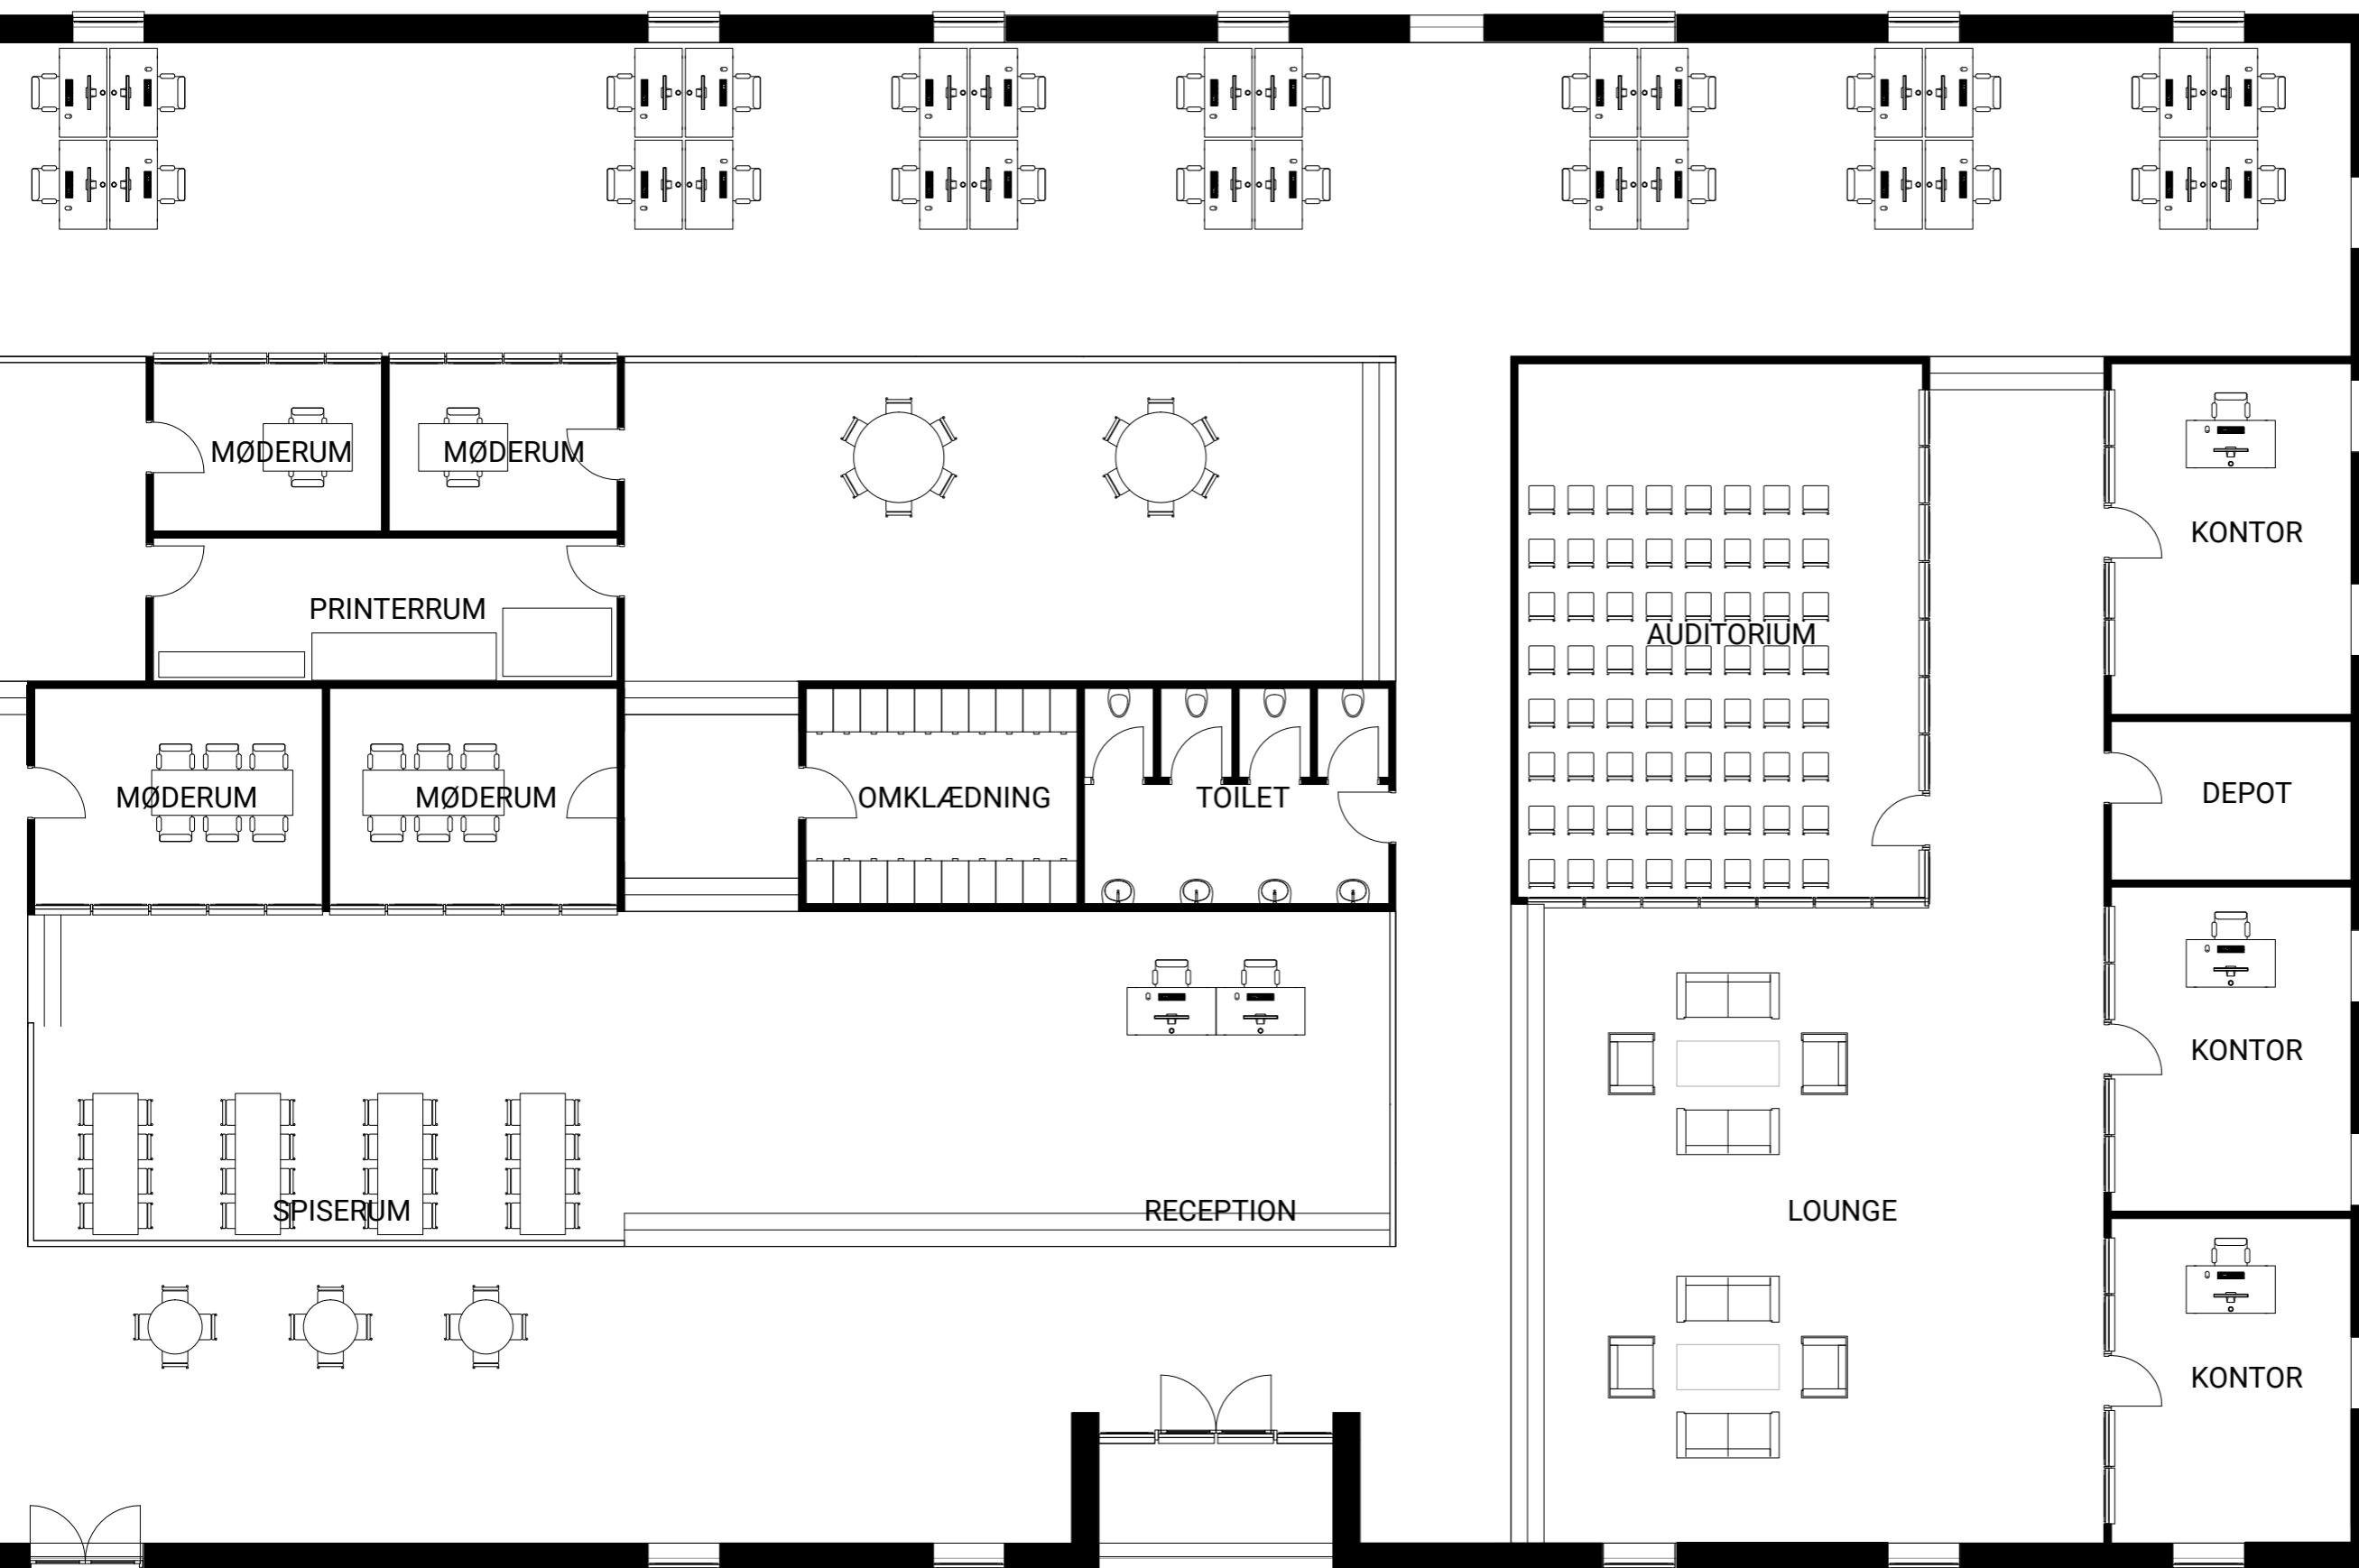 MØDERUM
MØDERUM
KONTOR
PRINTERRUM
AUDITORIUM
MØDERUM
MØDERUM
OMKLÆDNING
TOILET
DEPOT
KONTOR
SPISERUM
RECEPTION
LOUNGE
KONTOR